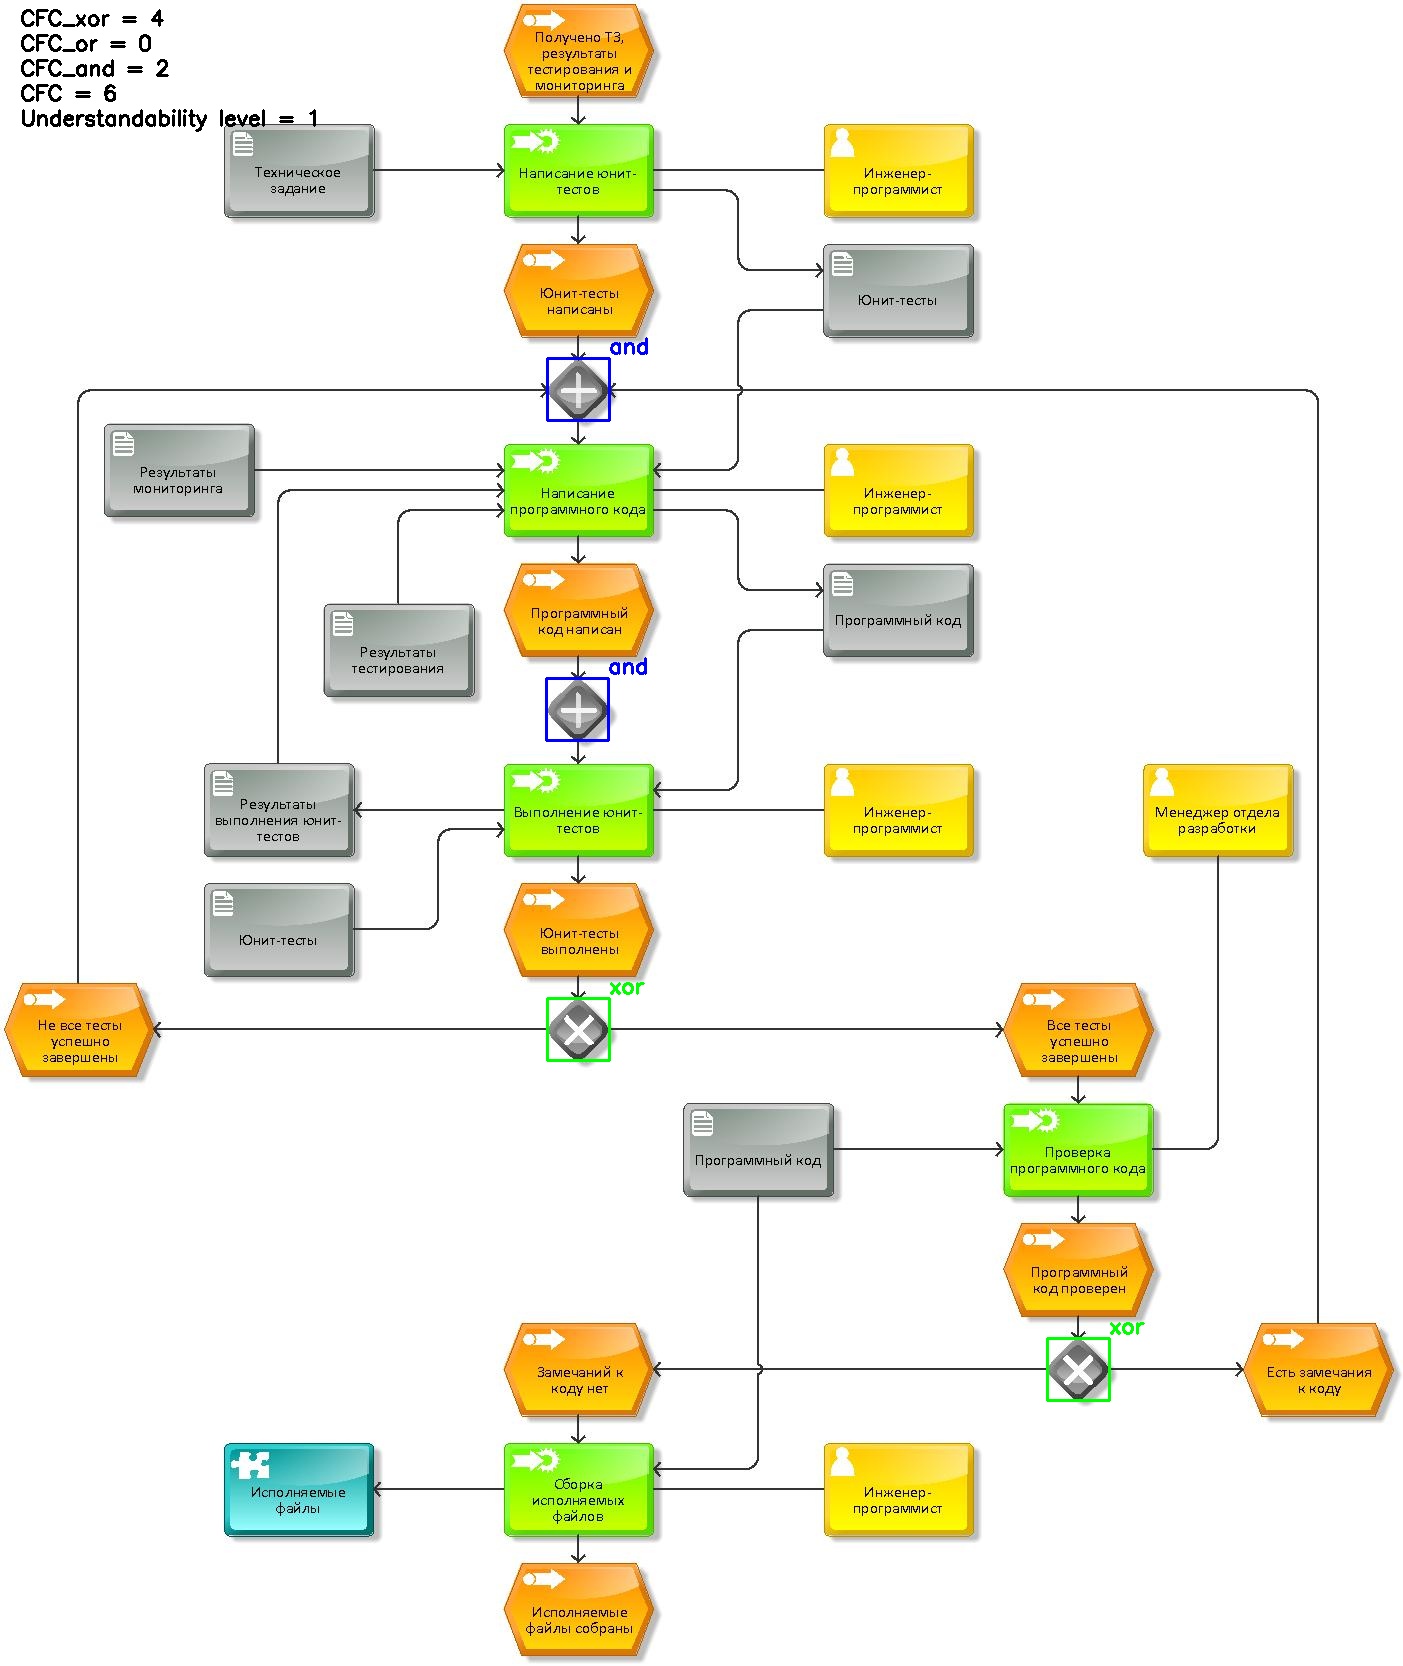 CFC_xor = 4
CFC_or = 0
CFC_and = 2
CFC = 6
Understandability level = 1
Получено ТЗ,
результаты
тестирования и
мониторинга
Техническое
задание
Написание юнит-
тестов
Инженер-
программист
Юнит-тесты
написаны
Юнит-тесты
and
Результаты
мониторинга
Написание
программного кода
Инженер-
программист
Программный
код написан
Программный код
Результаты
тестирования
and
Результаты
выполнения юнит-
тестов
Выполнение юнит-
тестов
Инженер-
программист
Менеджер отдела
разработки
Юнит-тесты
Юнит-тесты
выполнены
xor
Не все тесты
успешно
завершены
Все тесты
успешно
завершены
Программный код
Проверка
программного кода
Программный
код проверен
xor
Замечаний к
коду нет
Есть замечания
к коду
Исполняемые
файлы
Сборка
исполняемых
файлов
Инженер-
программист
Исполняемые
файлы собраны